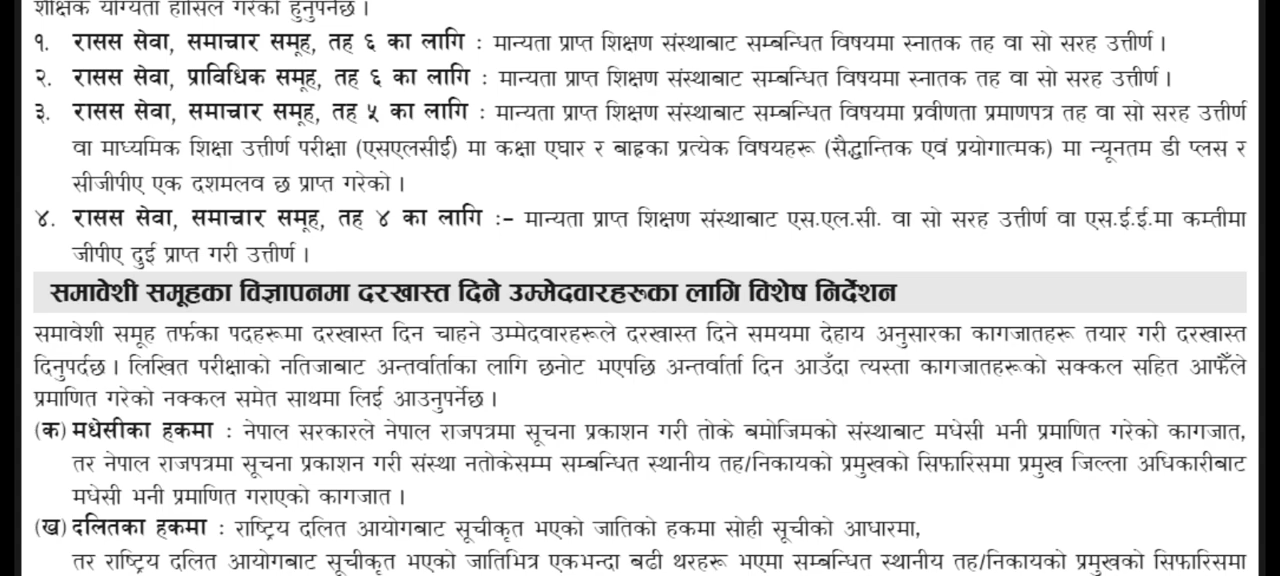 शैक्षिक योग्यता हासिल गरेको हुनुपर्नेछ ।
१. रासस सेवा, समाचार समूह, तह ६ का लागि : मान्यता प्राप्त शिक्षण संस्थाबाट सम्बन्धित विषयमा स्नातक तह वा सो सरह उत्तीर्ण ।
२. रासस सेवा, प्राविधिक समूह, तह ६ का लागि : मान्यता प्राप्त शिक्षण संस्थाबाट सम्बन्धित विषयमा स्नातक तह वा सो सरह उत्तीर्ण ।
३. रासस सेवा, समाचार समूह, तह ५ का लागि : मान्यता प्राप्त शिक्षण संस्थाबाट सम्बन्धित विषयमा प्रवीणता प्रमाणपत्र तह वा सो सरह उत्तीर्ण
वा माध्यमिक शिक्षा उत्तीर्ण परीक्षा (एसएलसीई) मा कक्षा एघार र बाह्रका प्रत्येक विषयहरू (सैद्धान्तिक एवं प्रयोगात्मक) मा न्यूनतम डी प्लस र
सीजीपीए एक दशमलव छ प्राप्त गरेको ।
४. रासस सेवा, समाचार समूह, तह ४ का लागि :– मान्यता प्राप्त शिक्षण संस्थाबाट एस.एल.सी. वा सो सरह उत्तीर्ण वा एस.ई.ई.मा कम्तीमा
जीपीए दुई प्राप्त गरी उत्तीर्ण ।
समावेशी समूहका विज्ञापनमा दरखास्त दिने उम्मेदवारहरूका लागि विशेष निर्देशन
समावेशी समूह तर्फका पदहरूमा दरखास्त दिन चाहने उम्मेदवारहरूले दरखास्त दिने समयमा देहाय अनुसारका कागजातहरू तयार गरी दरखास्त
दिनुपर्दछ । लिखित परीक्षाको नतिजाबाट अन्तर्वार्ताका लागि छनोट भएपछि अन्तर्वार्ता दिन आउँदा त्यस्ता कागजातहरूको सक्कल सहित आफैँले
प्रमाणित गरेको नक्कल समेत साथमा लिई आउनुपर्नेछ ।
(क) मधेसीका हकमा : नेपाल सरकारले नेपाल राजपत्रमा सूचना प्रकाशन गरी तोके बमोजिमको संस्थाबाट मधेसी भनी प्रमाणित गरेको कागजात,
तर नेपाल राजपत्रमा सूचना प्रकाशन गरी संस्था नतोकेसम्म सम्बन्धित स्थानीय तह/निकायको प्रमुखको सिफारिसमा प्रमुख जिल्ला अधिकारीबाट
मधेसी भनी प्रमाणित गराएको कागजात ।
(ख) दलितका हकमा : राष्ट्रिय दलित आयोगबाट सूचीकृत भएको जातिको हकमा सोही सूचीको आधारमा,
तर राष्ट्रिय दलित आयोगबाट सूचीकृत भएको जातिभित्र एकभन्दा बढी थरहरू भएमा सम्बन्धित स्थानीय तह/निकायको प्रमुखको सिफारिसमा